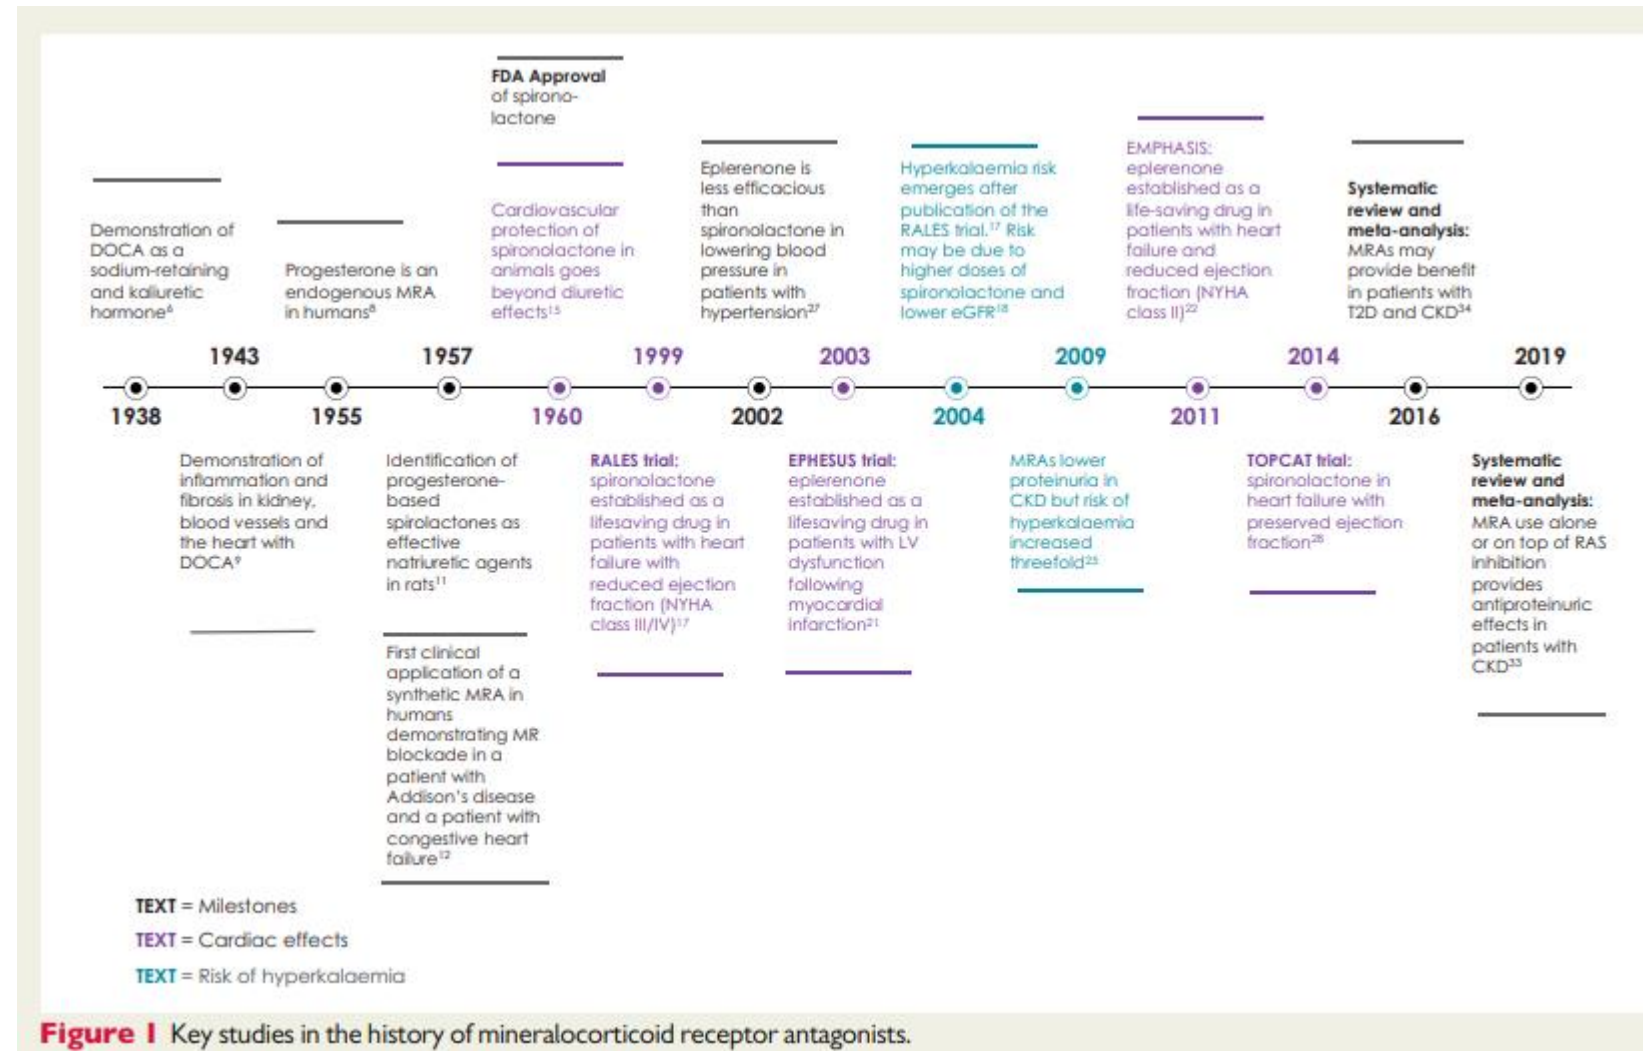 FDA Approval
of spirono-
lactone
Demonstration of
DOCA as a
sodium-retaining
and kaliuretic
hormone⁶
Progesterone is an
endogenous MRA
in humans⁸
Cardiovascular
protection of
spironolactone in
animals goes
beyond diuretic
effects¹⁵
Eplerenone is
less efficacious
than
spironolactone in
lowering blood
pressure in
patients with
hypertension²⁷
Hyperkalaemia risk
emerges after
publication of the
RALES trial.¹⁷ Risk
may be due to
higher doses of
spironolactone and
lower eGFR¹⁸
EMPHASIS:
eplerenone
established as a
life-saving drug in
patients with heart
failure and
reduced ejection
fraction (NYHA
class II)²²
Systematic
review and
meta-analysis:
MRAs may
provide benefit
in patients with
T2D and CKD³⁴
1943 1957 1999 2003 2009 2014 2019
1938 1955 1960 2002 2004 2011 2016
Demonstration of
inflammation and
fibrosis in kidney,
blood vessels and
the heart with
DOCA⁹
Identification of
progesterone-
based
spirolactones as
effective
natriuretic agents
in rats¹¹
First clinical
application of a
synthetic MRA in
humans
demonstrating MR
blockade in a
patient with
Addison's disease
and a patient with
congestive heart
failure¹²
RALES trial:
spironolactone
established as a
lifesaving drug in
patients with heart
failure with
reduced ejection
fraction (NYHA
class III/IV)¹⁷
EPHESUS trial:
eplerenone
established as a
lifesaving drug in
patients with LV
dysfunction
following
myocardial
infarction²¹
MRAs lower
proteinuria in
CKD but risk of
hyperkalaemia
increased
threefold²⁵
TOPCAT trial:
spironolactone in
heart failure with
preserved ejection
fraction²⁸
Systematic
review and
meta-analysis:
MRA use alone
or on top of RAS
inhibition
provides
antiproteinuric
effects in
patients with
CKD³³
TEXT = Milestones
TEXT = Cardiac effects
TEXT = Risk of hyperkalaemia
Figure 1 Key studies in the history of mineralocorticoid receptor antagonists.